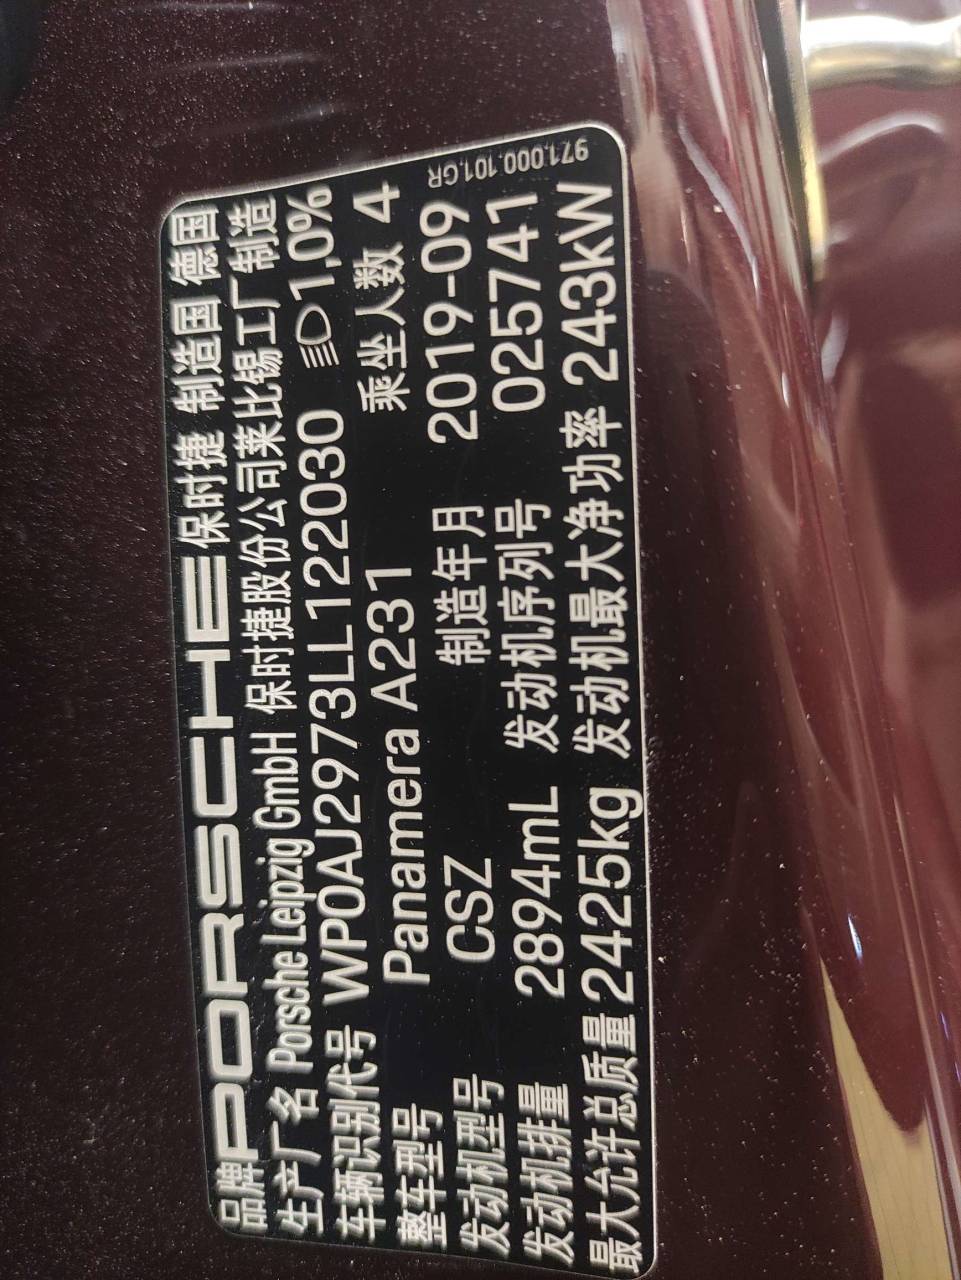 品牌 PORSCHE 保时捷 制造国 德国
生产厂名 Porsche Leipzig GmbH 保时捷股份公司莱比锡工厂制造
车辆识别代号 WP0AJ2973LL122030 1,0%
整车型号 Panamera A231 乘坐人数 4
发动机型号 CSZ 制造年月 2019-09
发动机排量 2894mL 发动机序列号 025741
最大允许总质量 2425kg 发动机最大净功率 243kW
971.000.101.GR